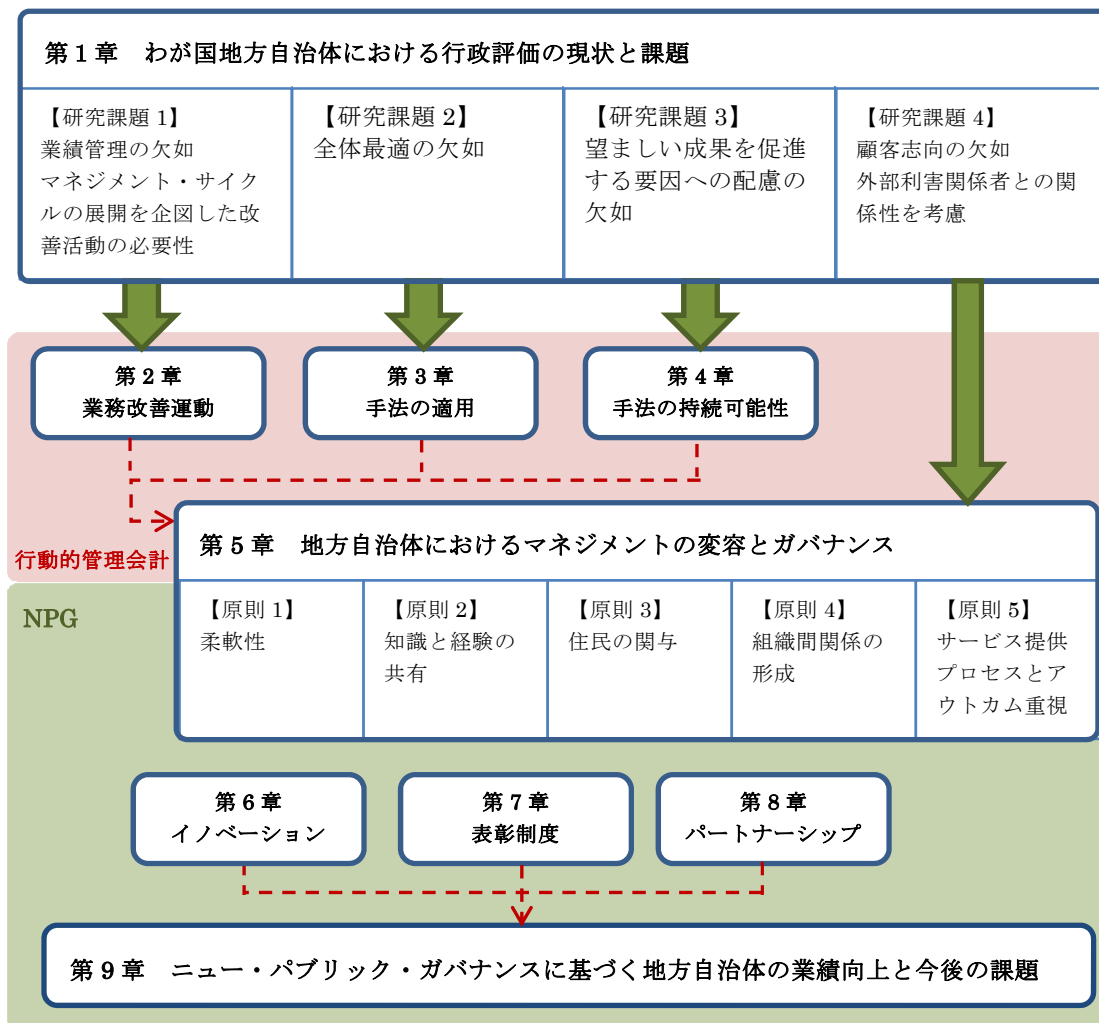 第1章　わが国地方自治体における行政評価の現状と課題
【研究課題 1】
業績管理の欠如
マネジメント・サイク
ルの展開を企図した改
善活動の必要性
【研究課題 2】
全体最適の欠如
【研究課題 3】
望ましい成果を促進
する要因への配慮の
欠如
【研究課題 4】
顧客志向の欠如
外部利害関係者との関
係性を考慮
第2章
業務改善運動
第3章
手法の適用
第4章
手法の持続可能性
行動的管理会計
第5章　地方自治体におけるマネジメントの変容とガバナンス
NPG
【原則 1】
柔軟性
【原則 2】
知識と経験の
共有
【原則 3】
住民の関与
【原則 4】
組織間関係の
形成
【原則 5】
サービス提供
プロセスとア
ウトカム重視
第6章
イノベーション
第7章
表彰制度
第8章
パートナーシップ
第9章　ニュー・パブリック・ガバナンスに基づく地方自治体の業績向上と今後の課題